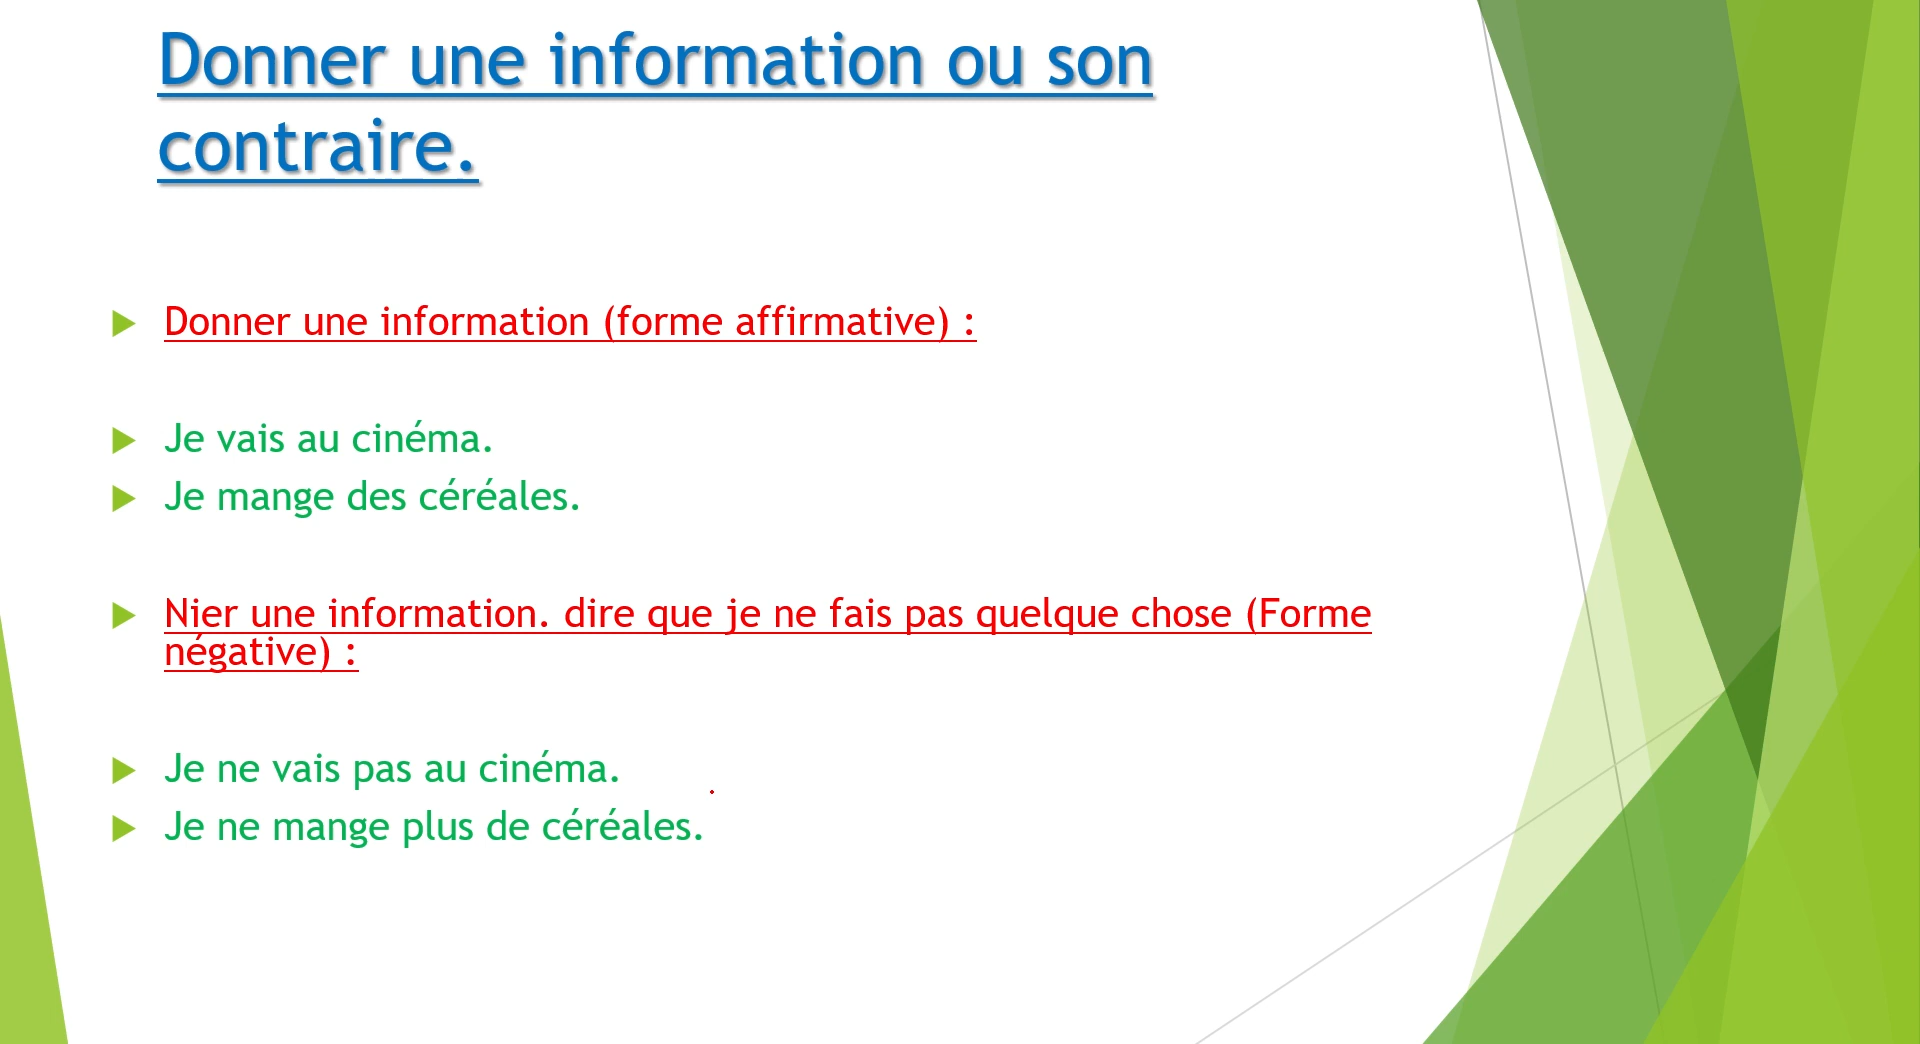 Donner une information ou son
contraire.
Donner une information (forme affirmative) :
Je vais au cinéma.
Je mange des céréales.
Nier une information. dire que je ne fais pas quelque chose (Forme
négative) :
Je ne vais pas au cinéma.
Je ne mange plus de céréales.